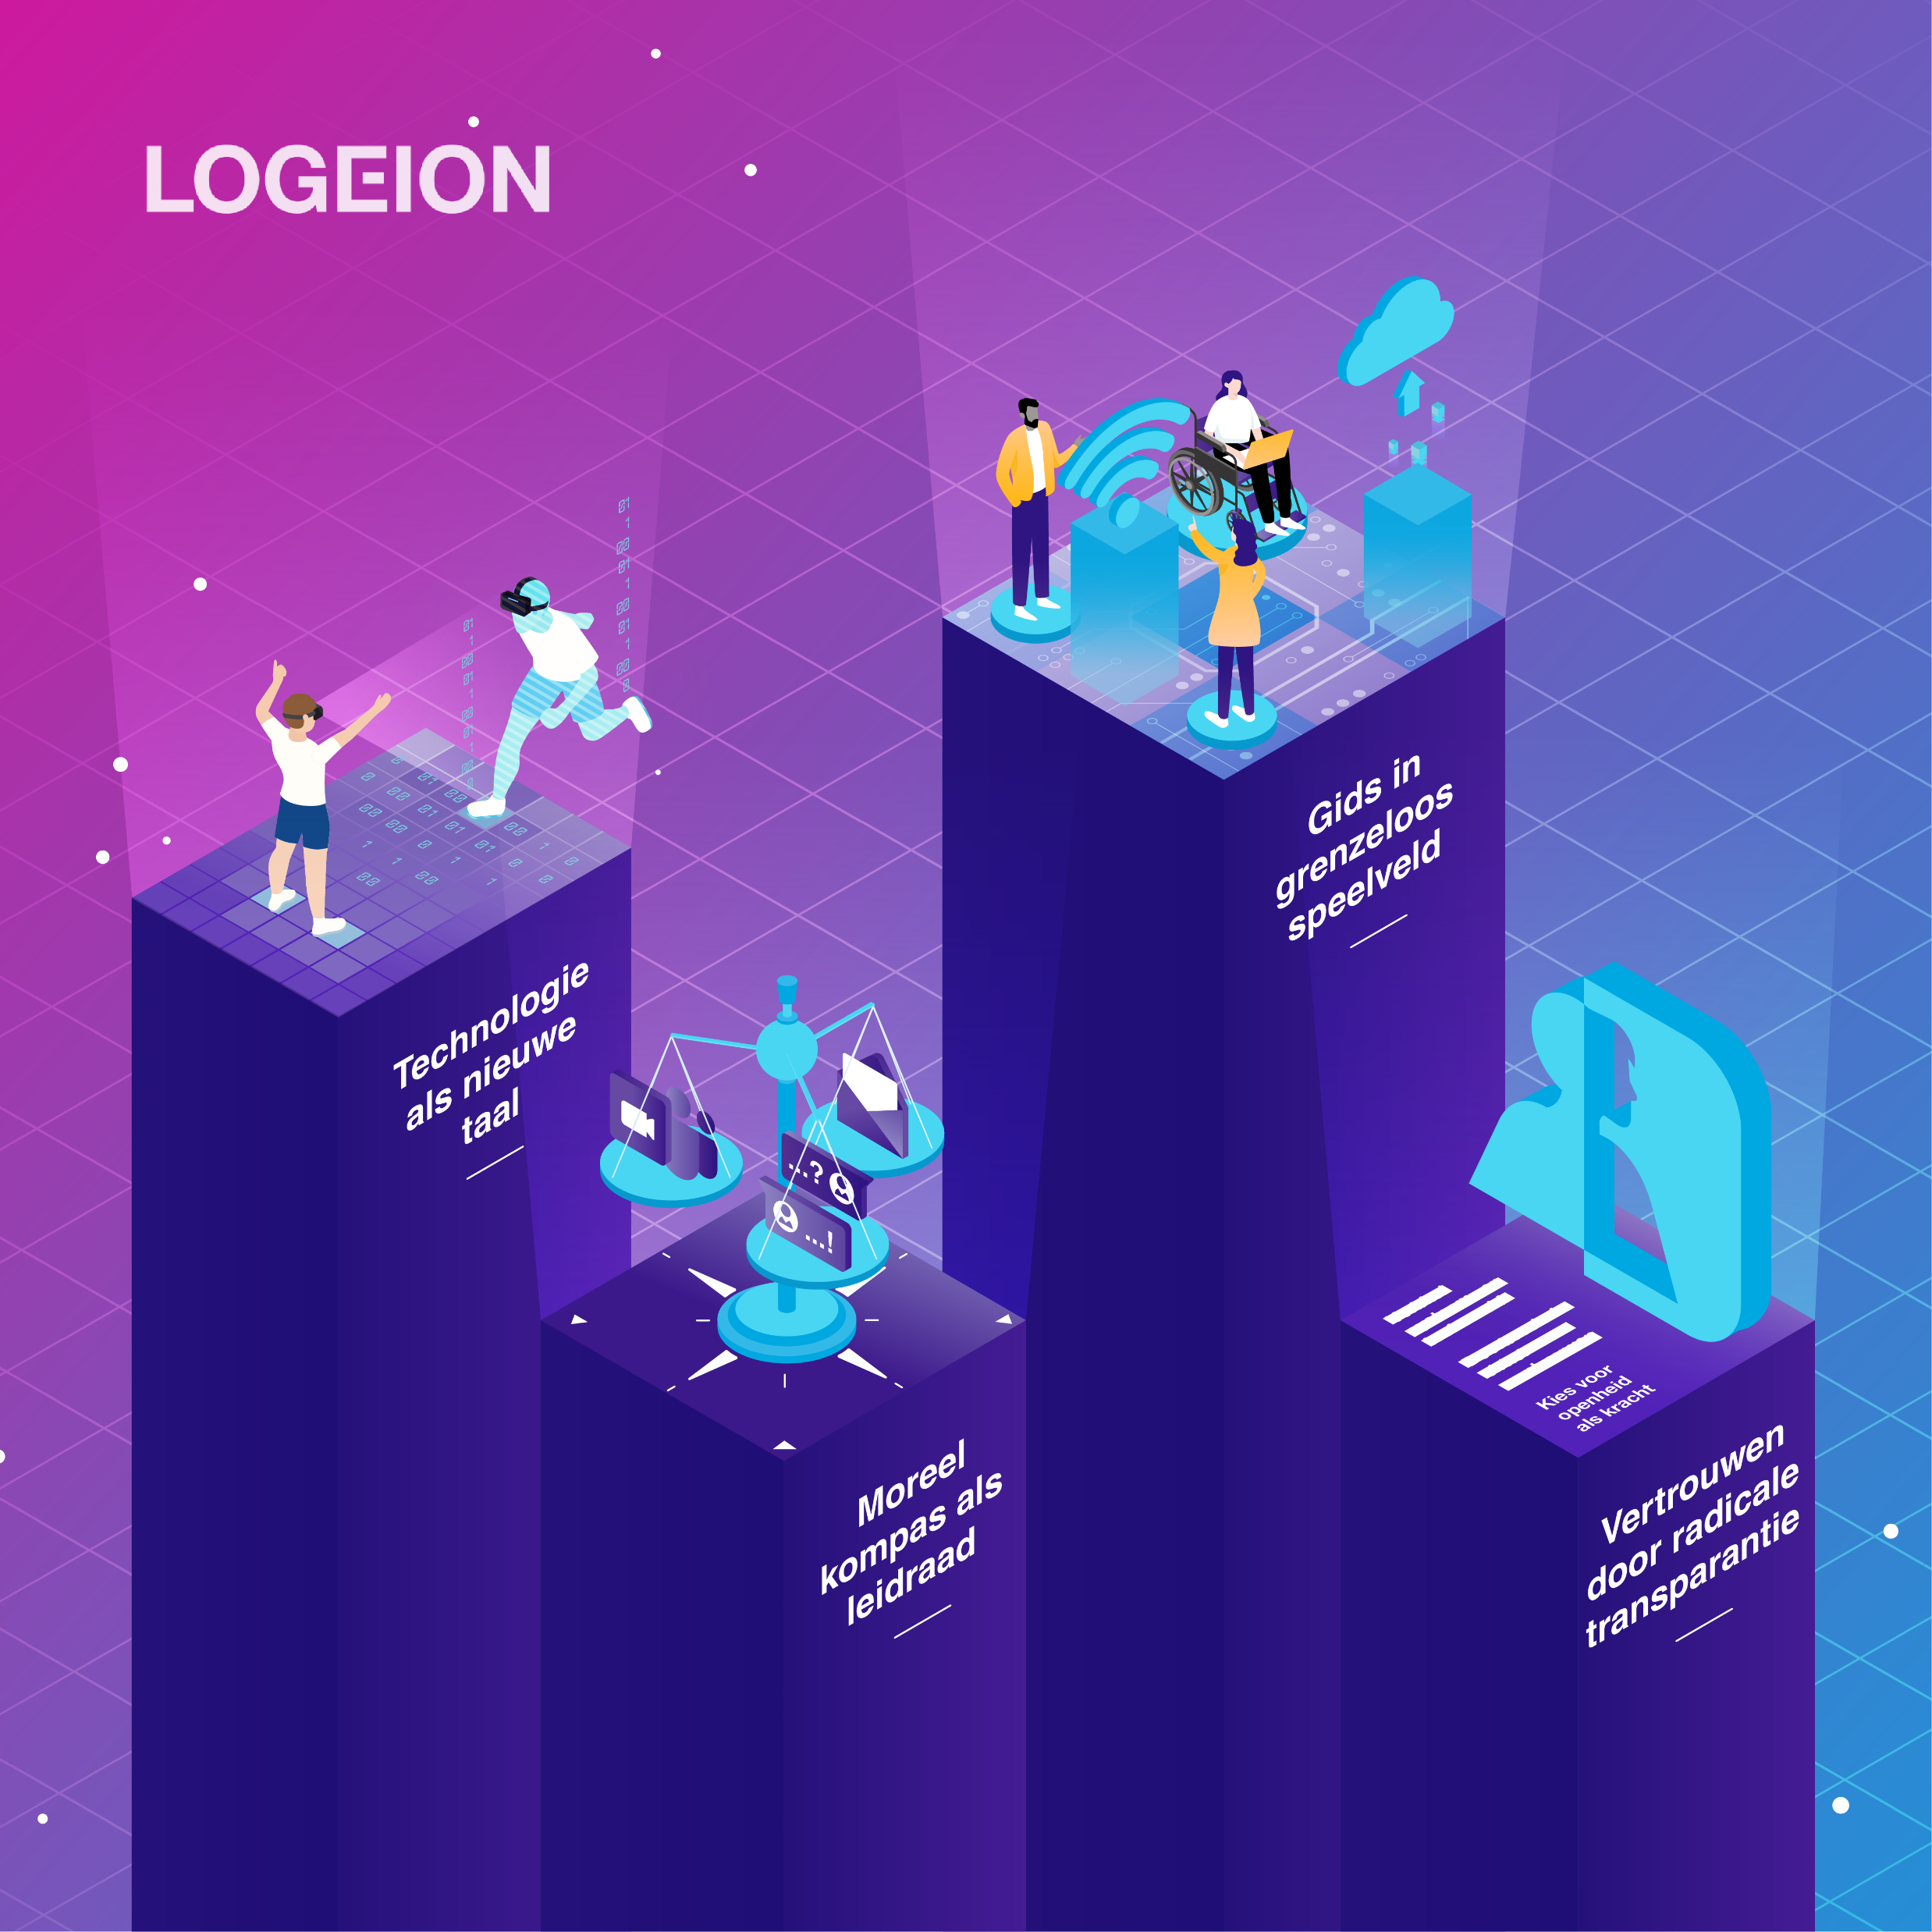 LOGEION
Technologie
als nieuwe
taal
Gids in
grenzeloos
speelveld
...?
...!
Moreel
kompas als
leidraad
Kies voor
openheid
als kracht
Vertrouwen
door radicale
transparantie